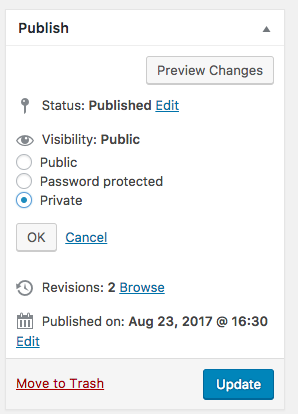 Publish
Preview Changes
Status: Published Edit
Visibility: Public
Public
Password protected
Private
OK Cancel
Revisions: 2 Browse
Published on: Aug 23, 2017 @ 16:30
Edit
Move to Trash Update